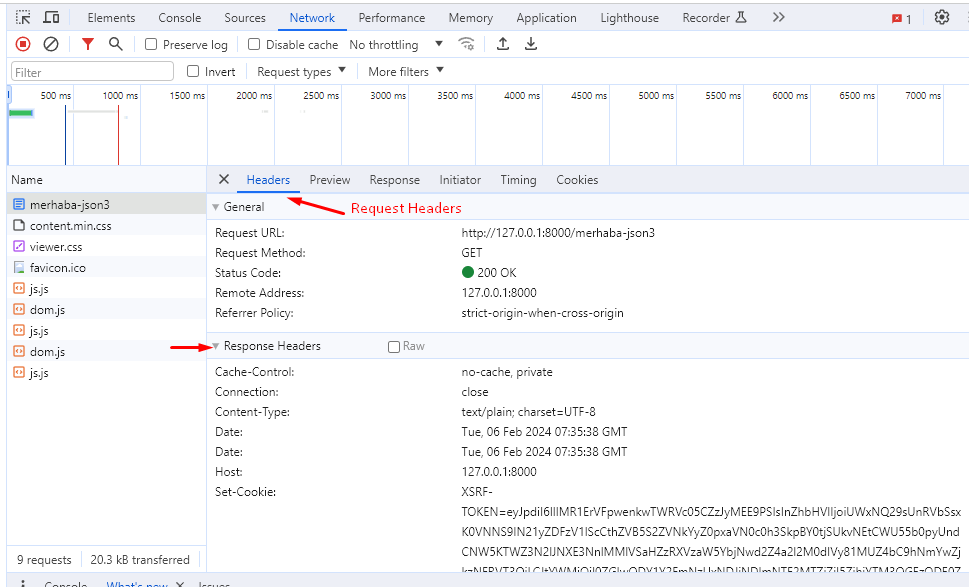 Elements Console Sources Network Performance Memory Application Lighthouse Recorder 1
Preserve log Disable cache No throttling
Filter Invert Request types More filters
500 ms 1000 ms 1500 ms 2000 ms 2500 ms 3000 ms 3500 ms 4000 ms 4500 ms 5000 ms 5500 ms 6000 ms 6500 ms 7000 ms
Name
merhaba-json3
content.min.css
viewer.css
favicon.ico
js.js
dom.js
js.js
dom.js
js.js
9 requests 20.3 kB transferred
Headers Preview Response Initiator Timing Cookies
Request Headers
General
Request URL: http://127.0.0.1:8000/merhaba-json3
Request Method: GET
Status Code: 200 OK
Remote Address: 127.0.0.1:8000
Referrer Policy: strict-origin-when-cross-origin
Response Headers Raw
Cache-Control: no-cache, private
Connection: close
Content-Type: text/plain; charset=UTF-8
Date: Tue, 06 Feb 2024 07:35:38 GMT
Date: Tue, 06 Feb 2024 07:35:38 GMT
Host: 127.0.0.1:8000
Set-Cookie: XSRF-
Console What's new Issues